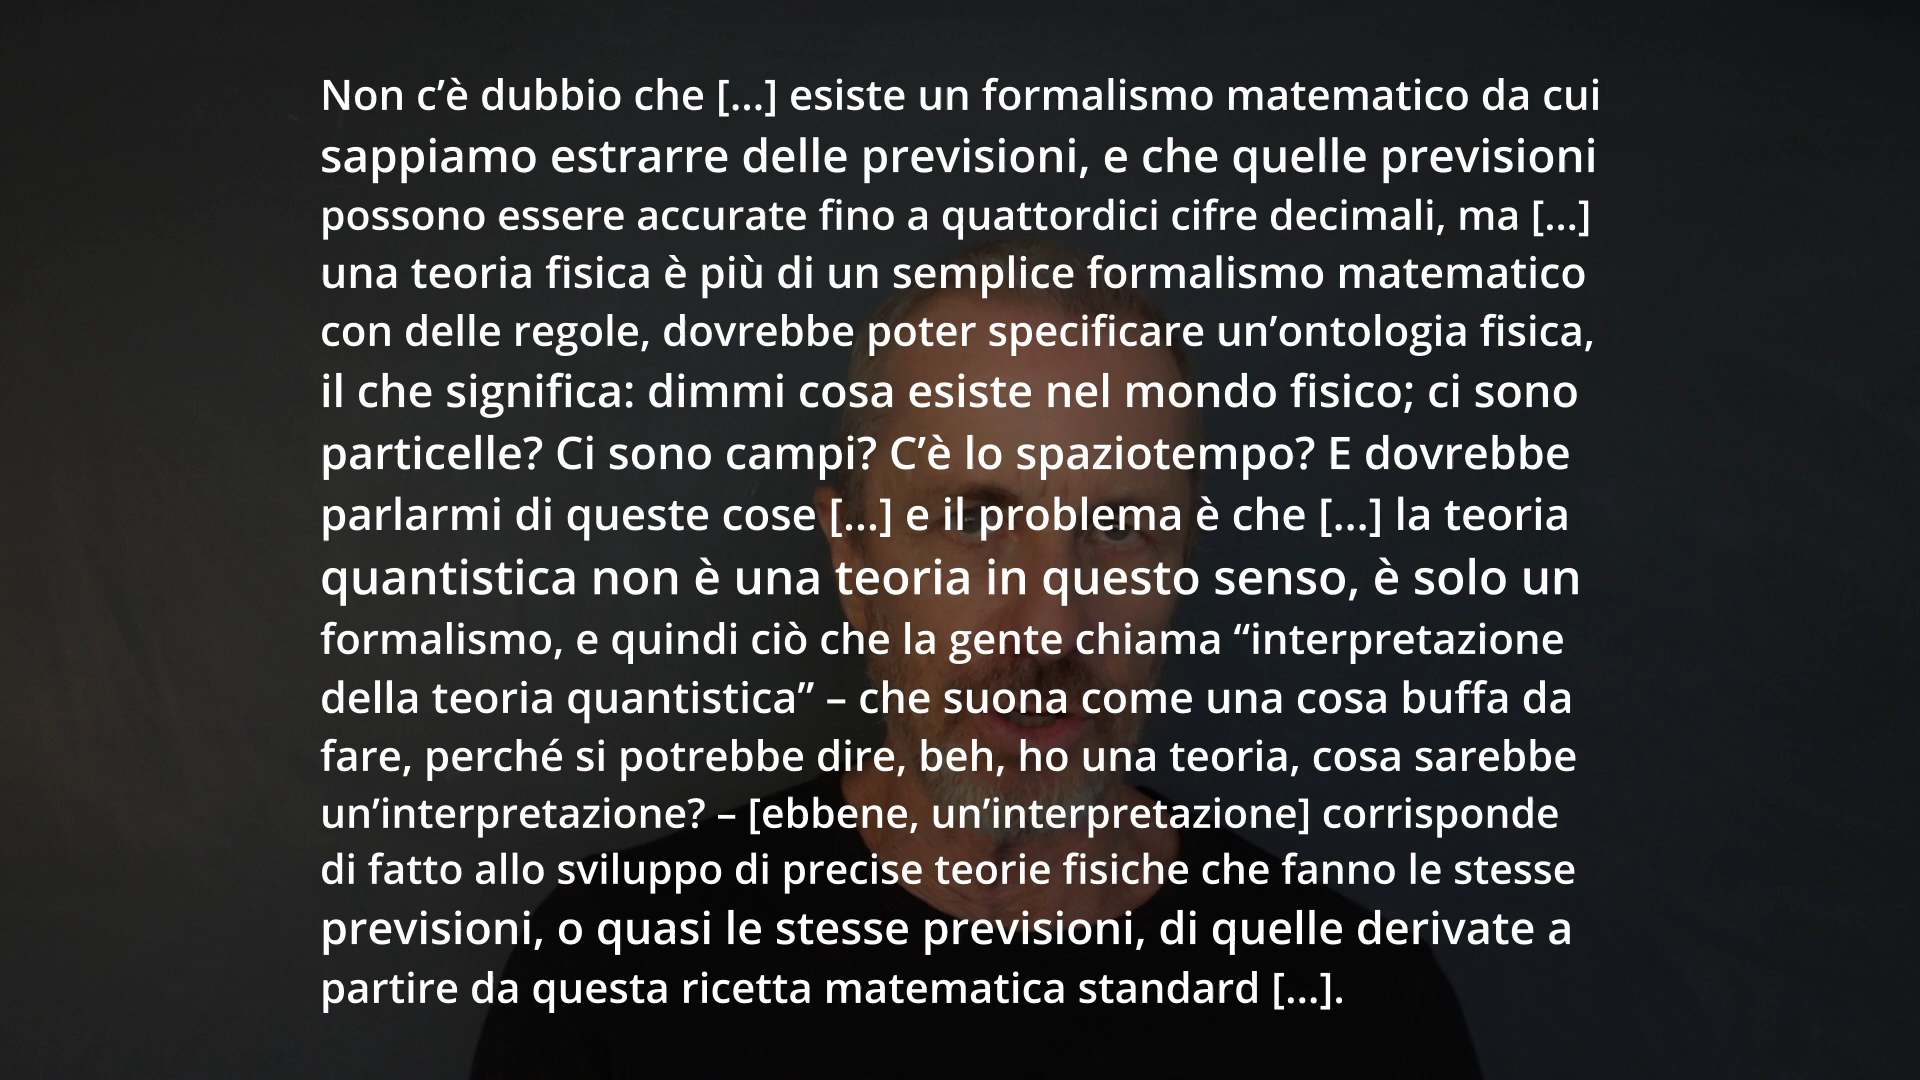 Non c’è dubbio che […] esiste un formalismo matematico da cui
sappiamo estrarre delle previsioni, e che quelle previsioni
possono essere accurate fino a quattordici cifre decimali, ma […]
una teoria fisica è più di un semplice formalismo matematico
con delle regole, dovrebbe poter specificare un’ontologia fisica,
il che significa: dimmi cosa esiste nel mondo fisico; ci sono
particelle? Ci sono campi? C’è lo spaziotempo? E dovrebbe
parlarmi di queste cose […] e il problema è che […] la teoria
quantistica non è una teoria in questo senso, è solo un
formalismo, e quindi ciò che la gente chiama “interpretazione
della teoria quantistica” – che suona come una cosa buffa da
fare, perché si potrebbe dire, beh, ho una teoria, cosa sarebbe
un’interpretazione? – [ebbene, un’interpretazione] corrisponde
di fatto allo sviluppo di precise teorie fisiche che fanno le stesse
previsioni, o quasi le stesse previsioni, di quelle derivate a
partire da questa ricetta matematica standard […].